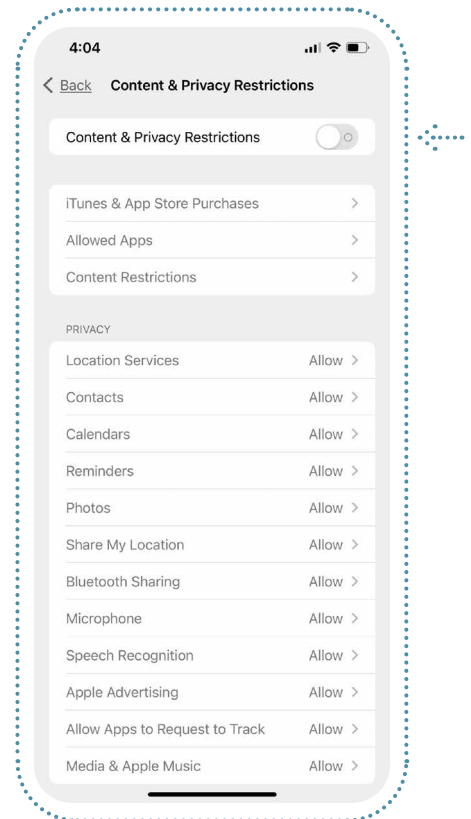 4:04
Back Content & Privacy Restrictions
Content & Privacy Restrictions
iTunes & App Store Purchases
Allowed Apps
Content Restrictions
PRIVACY
Location Services Allow
Contacts Allow
Calendars Allow
Reminders Allow
Photos Allow
Share My Location Allow
Bluetooth Sharing Allow
Microphone Allow
Speech Recognition Allow
Apple Advertising Allow
Allow Apps to Request to Track Allow
Media & Apple Music Allow